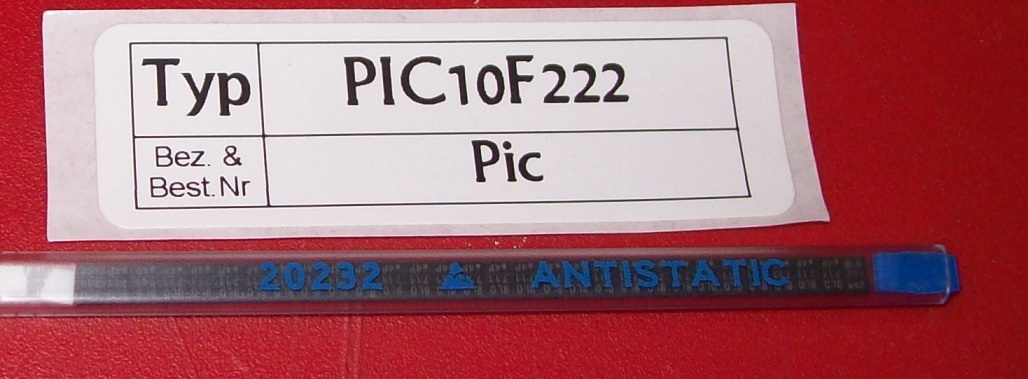 Typ PIC10F222
Bez. & Pic
Best.Nr
20232 ANTISTATIC